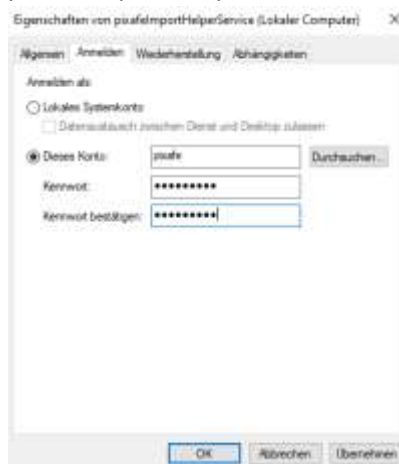 Eigenschaften von pixafeImportHelperService (Lokaler Computer)
Allgemein Anmelden Wiederherstellung Abhängigkeiten
Anmelden als:
Lokales Systemkonto
Datenaustausch zwischen Dienst und Desktop zulassen
Dieses Konto: pixafe Durchsuchen...
Kennwort: •••••••••
Kennwort bestätigen: •••••••••
OK Abbrechen Übernehmen